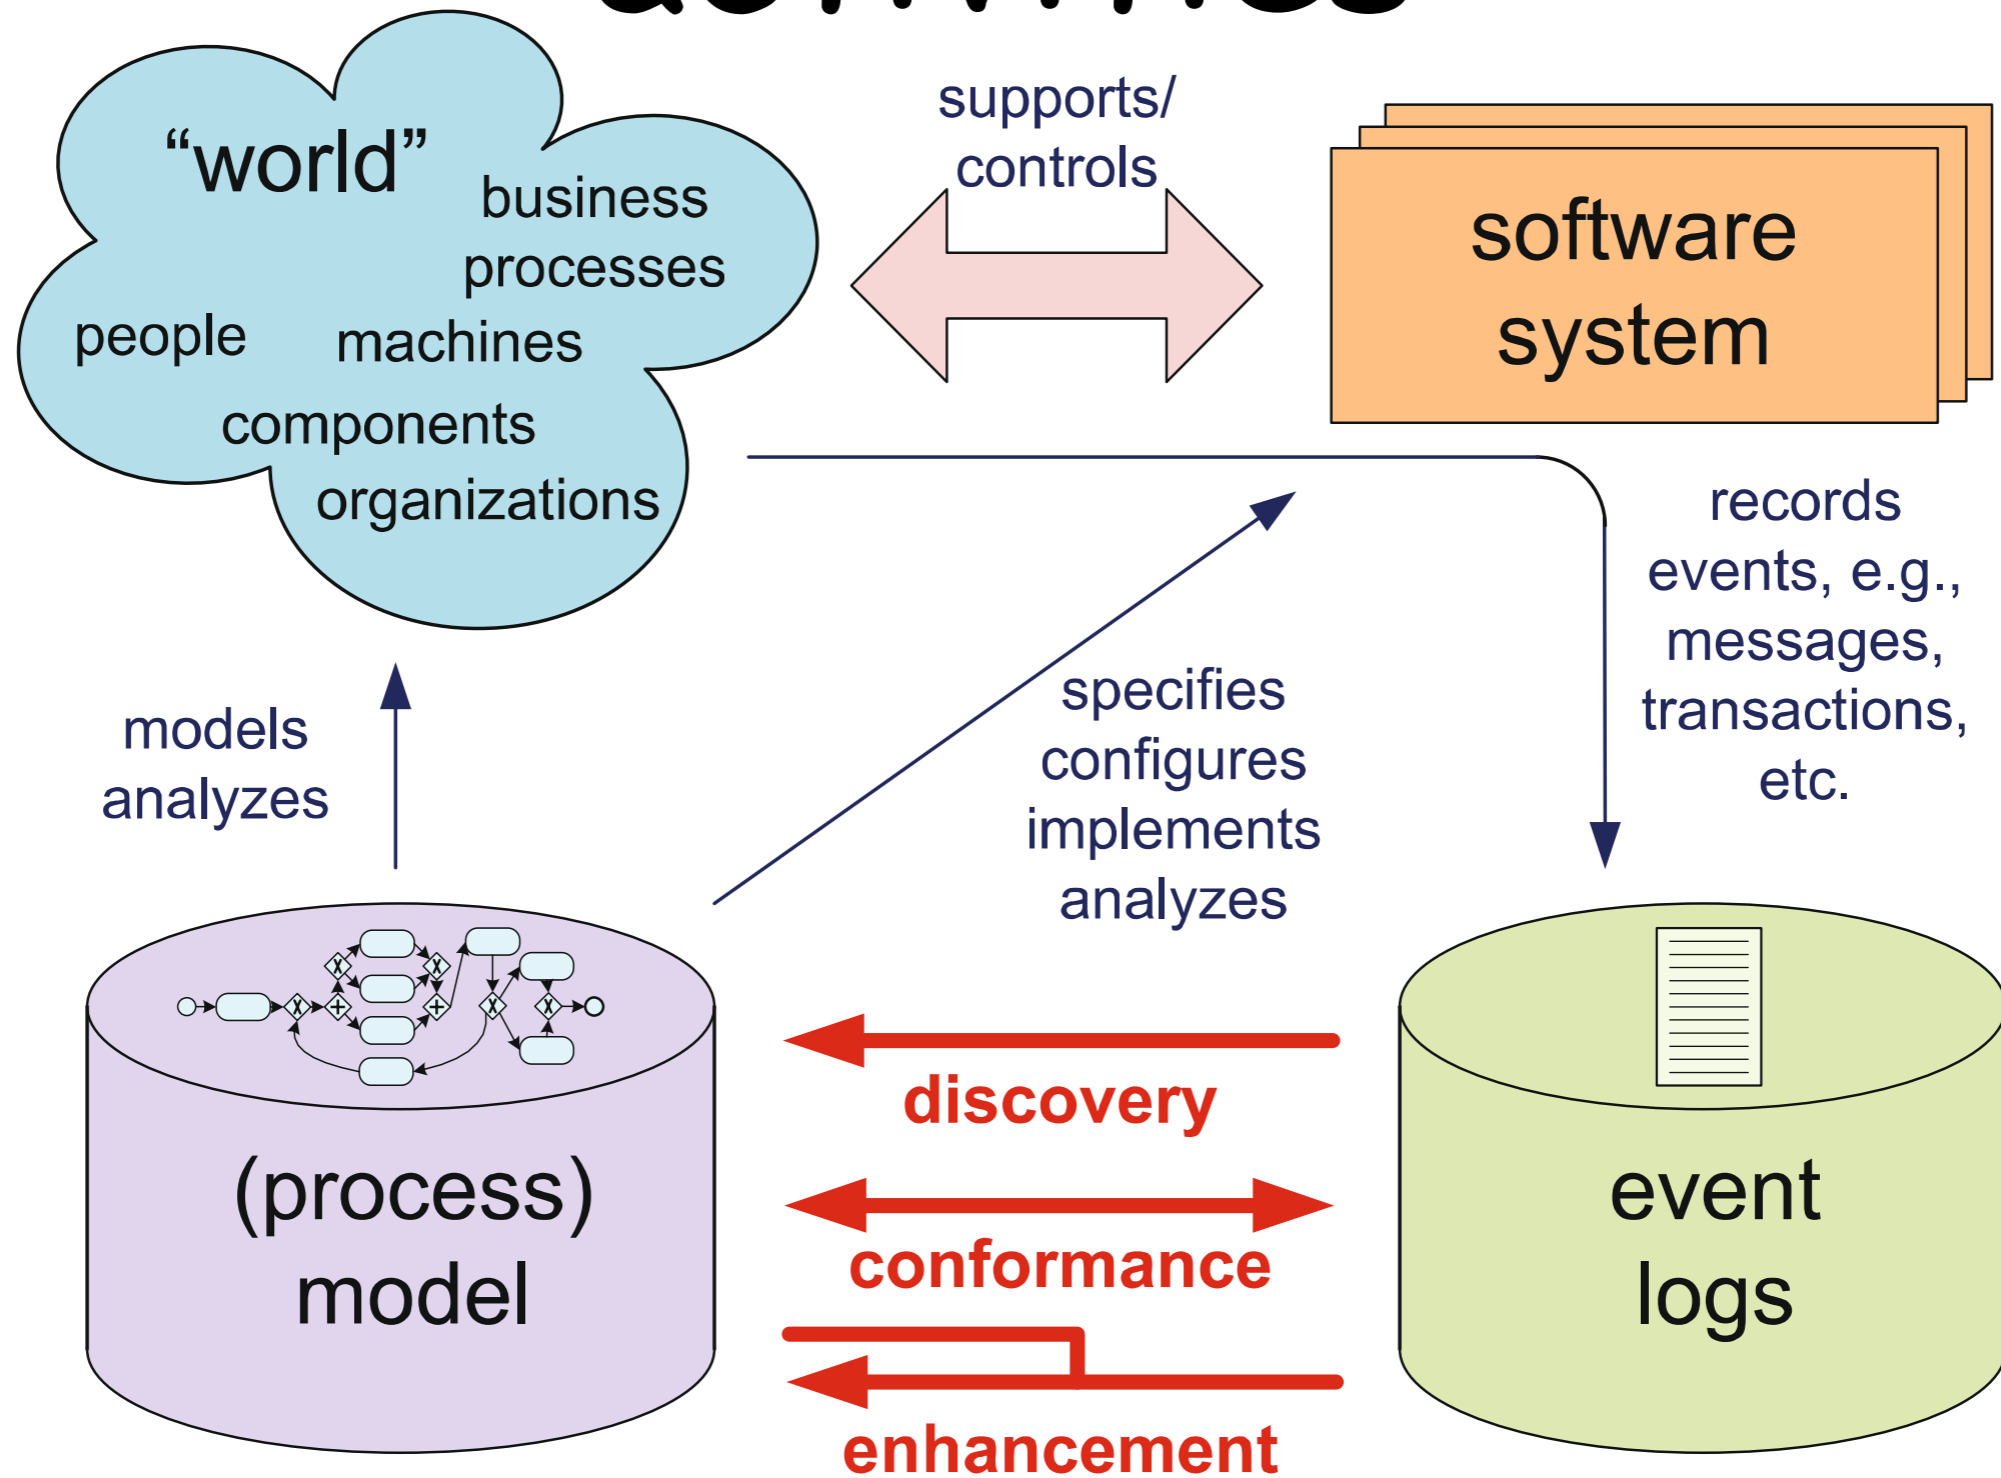 supports/
controls
“world”
business
processes
people
machines
components
organizations
software
system
records
events, e.g.,
messages,
transactions,
etc.
models
analyzes
specifies
configures
implements
analyzes
(process)
model
discovery
conformance
enhancement
event
logs